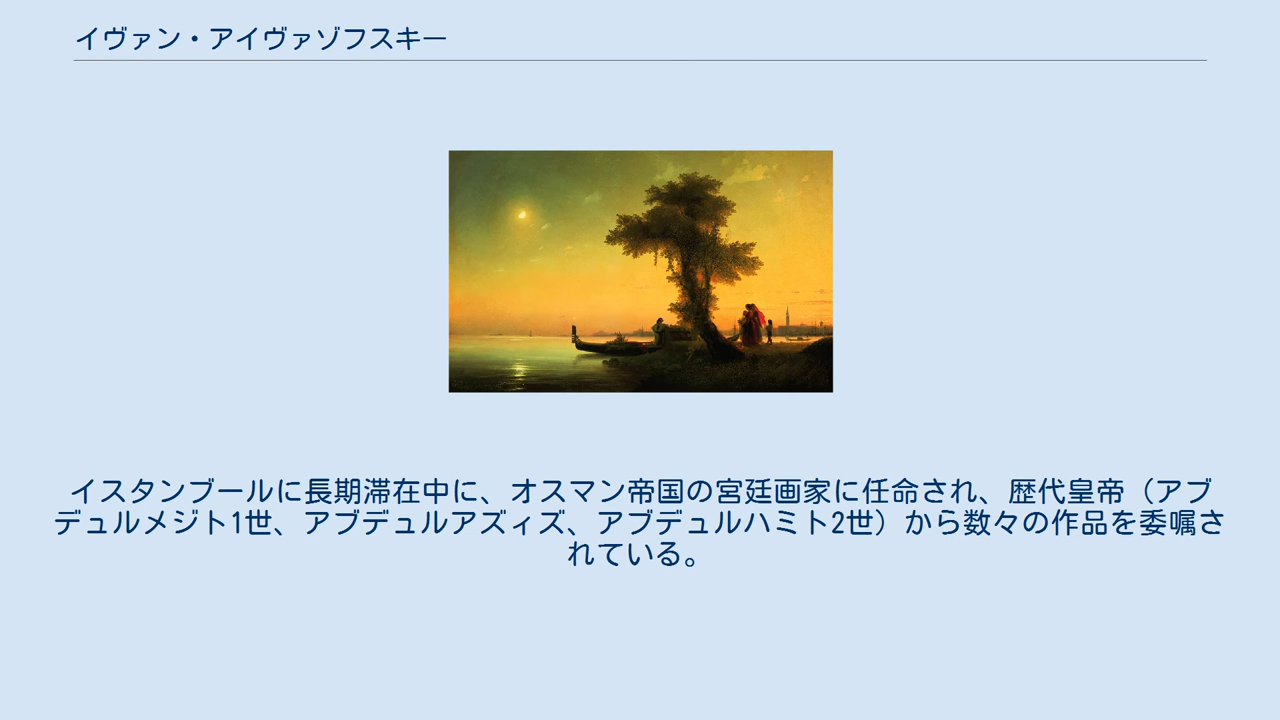 イヴァン・アイヴァゾフスキー
イスタンブールに長期滞在中に、オスマン帝国の宮廷画家に任命され、歴代皇帝（アブ
デュルメジト1世、アブデュルアズィズ、アブデュルハミト2世）から数々の作品を委嘱さ
れている。